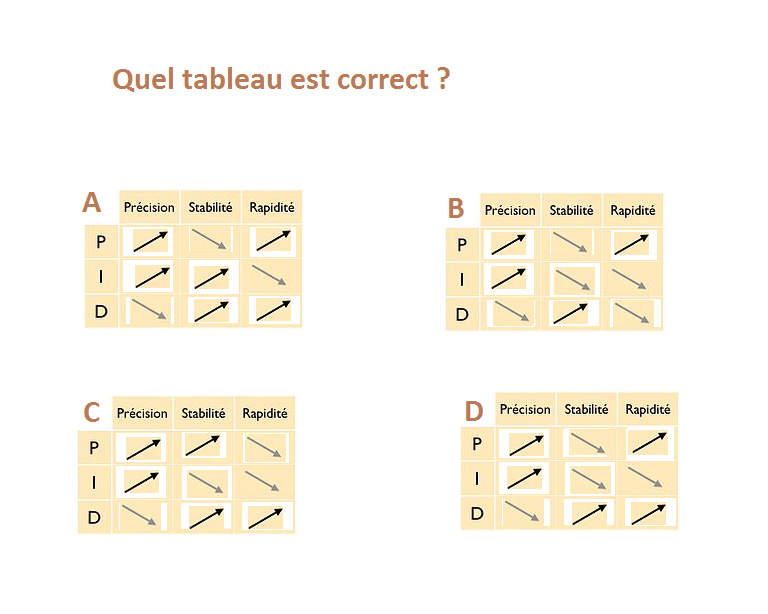 Quel tableau est correct ?
A
Précision Stabilité Rapidité
P
I
D
B
Précision Stabilité Rapidité
P
I
D
C
Précision Stabilité Rapidité
P
I
D
D
Précision Stabilité Rapidité
P
I
D